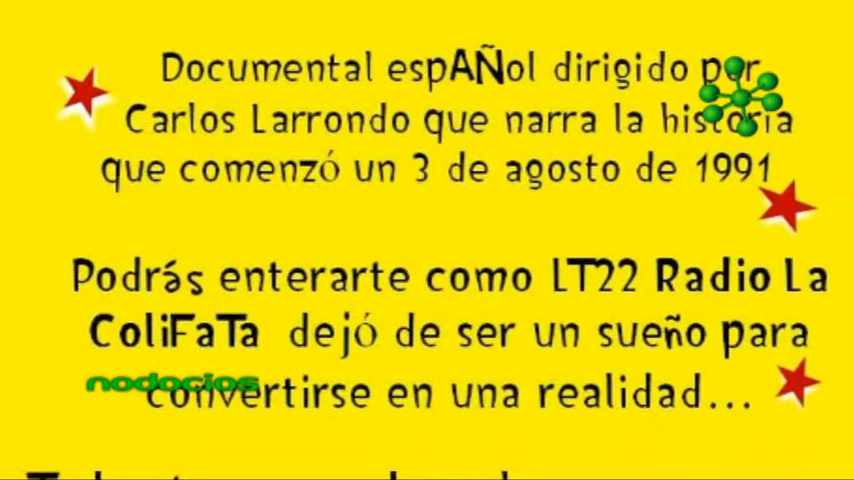 Documental espAÑol dirigido por
Carlos Larrondo que narra la historia
que comenzó un 3 de agosto de 1991
Podrás enterarte como LT22 Radio La
ColiFaTa dejó de ser un sueño para
nodocios
convertirse en una realidad...